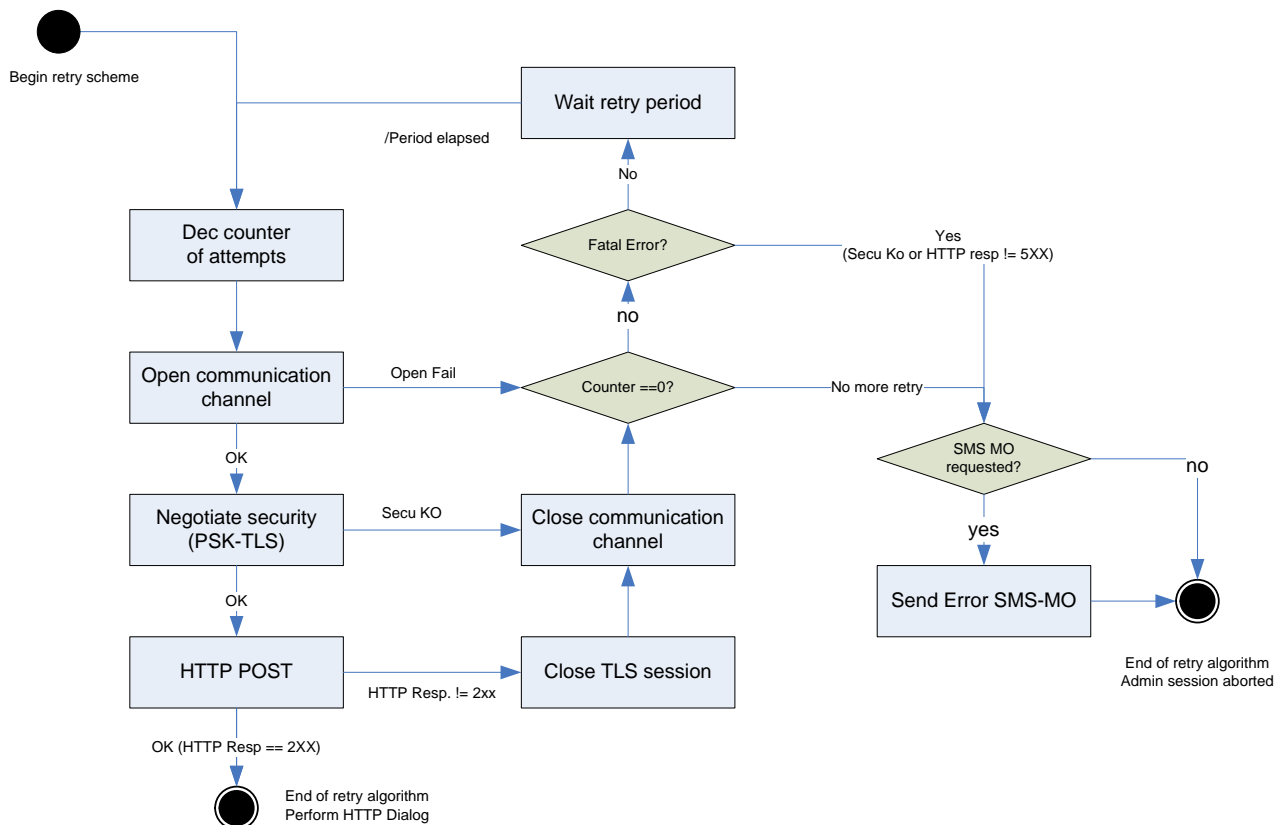 Begin retry scheme
Wait retry period
/Period elapsed
No
Dec counter
of attempts
Fatal Error?
Yes
(Secu Ko or HTTP resp != 5XX)
no
Open communication
channel
Open Fail
Counter ==0?
No more retry
SMS MO
requested?
no
OK
Negotiate security
(PSK-TLS)
Secu KO
Close communication
channel
yes
OK
Send Error SMS-MO
HTTP POST
HTTP Resp. != 2xx
Close TLS session
End of retry algorithm
Admin session aborted
OK (HTTP Resp == 2XX)
End of retry algorithm
Perform HTTP Dialog